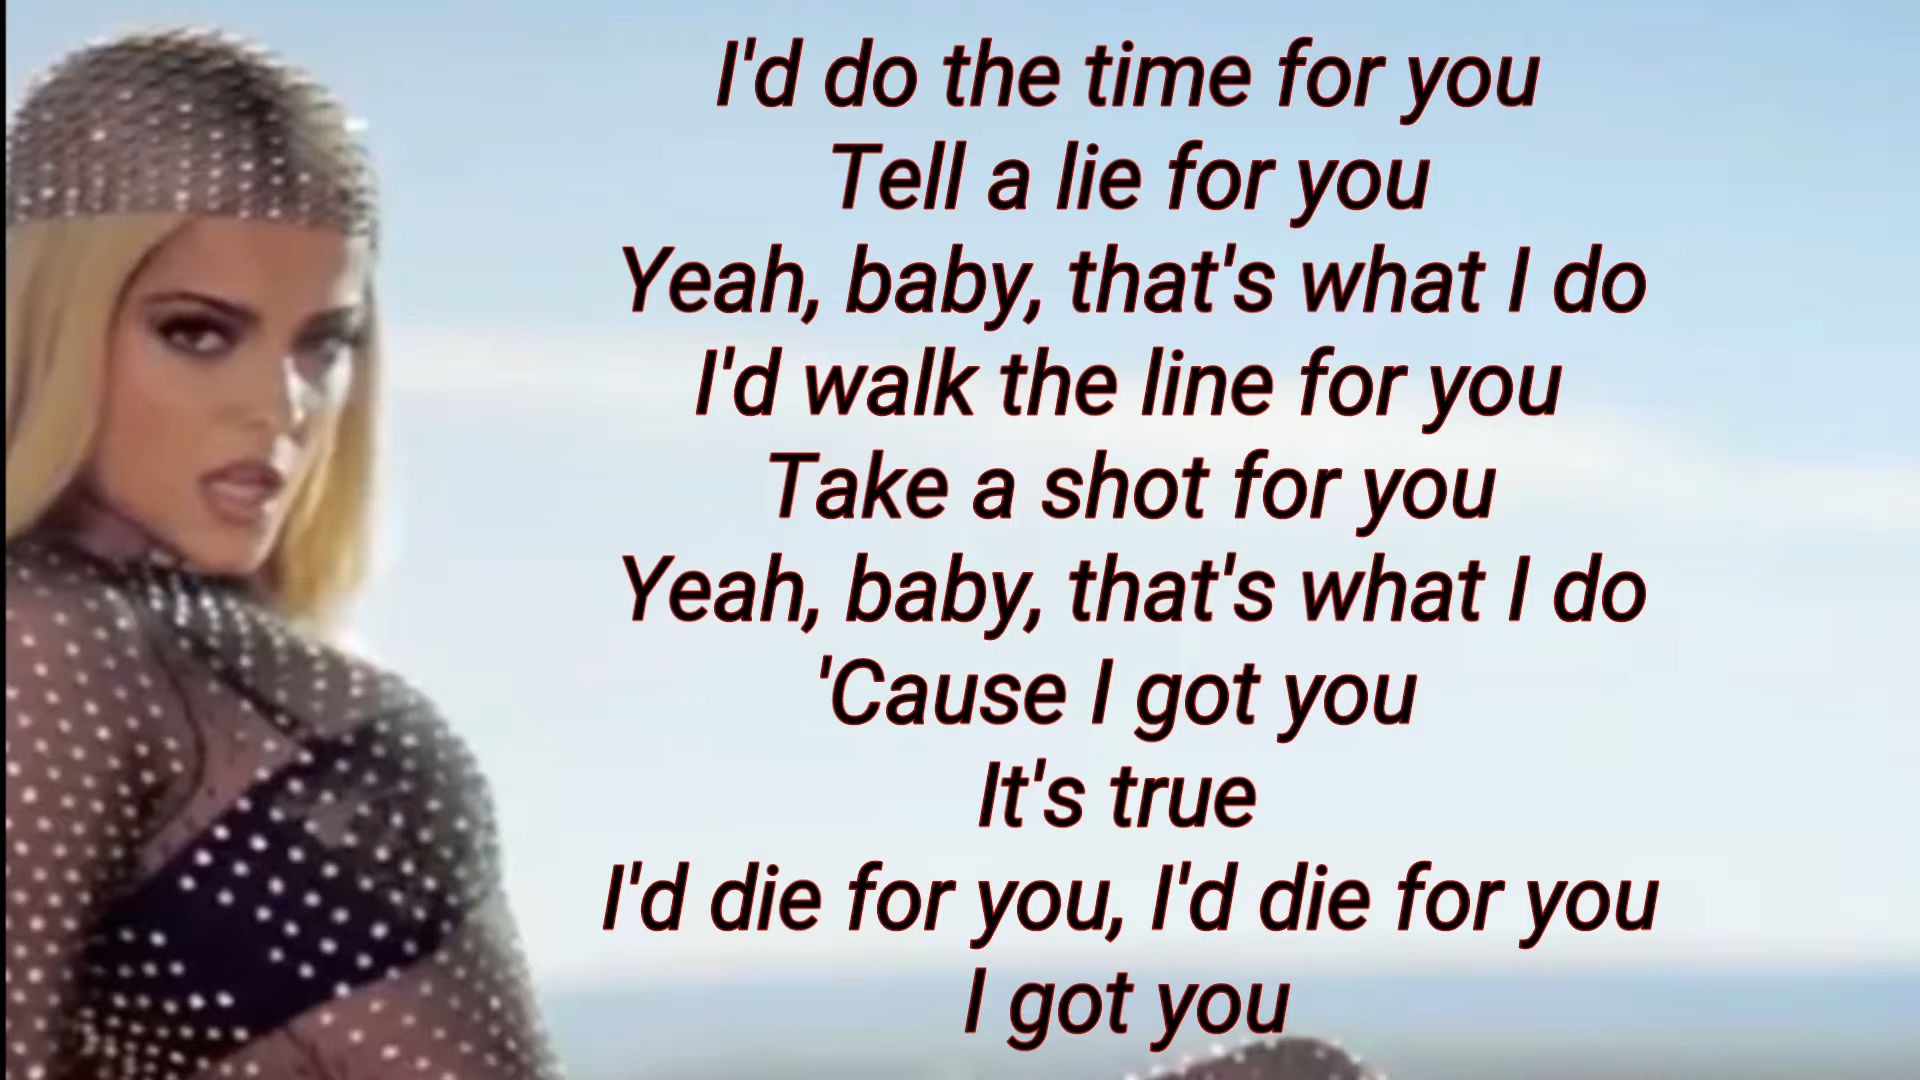 I'd do the time for you
Tell a lie for you
Yeah, baby, that's what I do
I'd walk the line for you
Take a shot for you
Yeah, baby, that's what I do
'Cause I got you
It's true
I'd die for you, I'd die for you
I got you